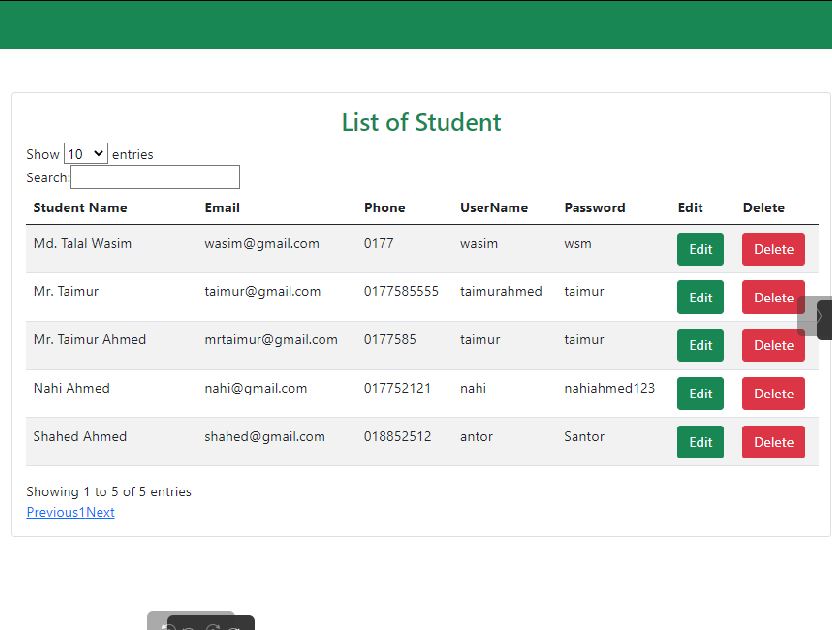 List of Student
Show 10 entries
Search:
Student Name Email Phone UserName Password Edit Delete
Md. Talal Wasim wasim@gmail.com 0177 wasim wsm Edit Delete
Mr. Taimur taimur@gmail.com 0177585555 taimurahmed taimur Edit Delete
Mr. Taimur Ahmed mrtaimur@gmail.com 0177585 taimur taimur Edit Delete
Nahi Ahmed nahi@gmail.com 017752121 nahi nahiahmed123 Edit Delete
Shahed Ahmed shahed@gmail.com 018852512 antor Santor Edit Delete
Showing 1 to 5 of 5 entries
Previous1Next